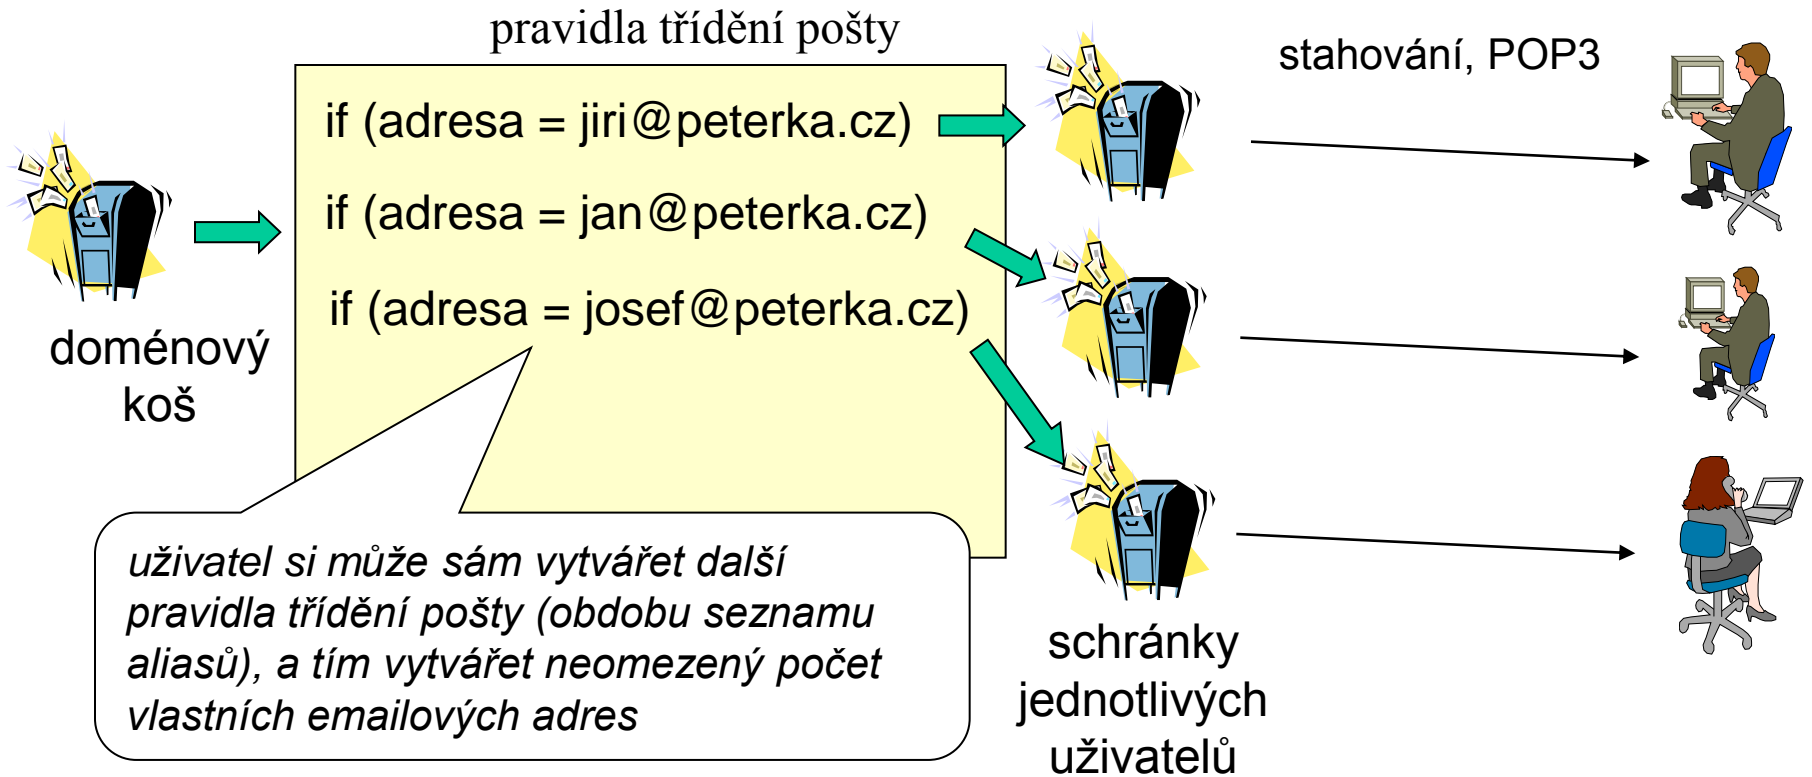 pravidla třídění pošty
stahování, POP3
if (adresa = jiri@peterka.cz)
if (adresa = jan@peterka.cz)
if (adresa = josef@peterka.cz)
doménový
koš
uživatel si může sám vytvářet další
pravidla třídění pošty (obdobu seznamu
aliasů), a tím vytvářet neomezený počet
vlastních emailových adres
schránky
jednotlivých
uživatelů